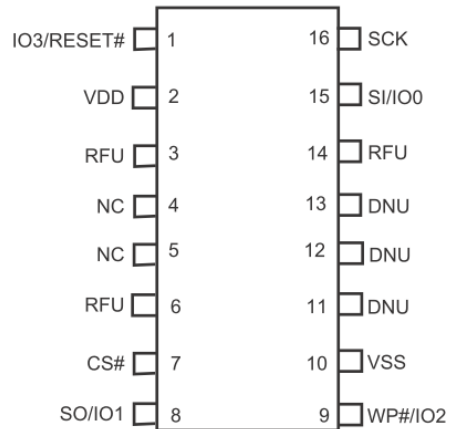 IO3/RESET# 1 16 SCK
VDD 2 15 SI/IO0
RFU 3 14 RFU
NC 4 13 DNU
NC 5 12 DNU
RFU 6 11 DNU
CS# 7 10 VSS
SO/IO1 8 9 WP#/IO2